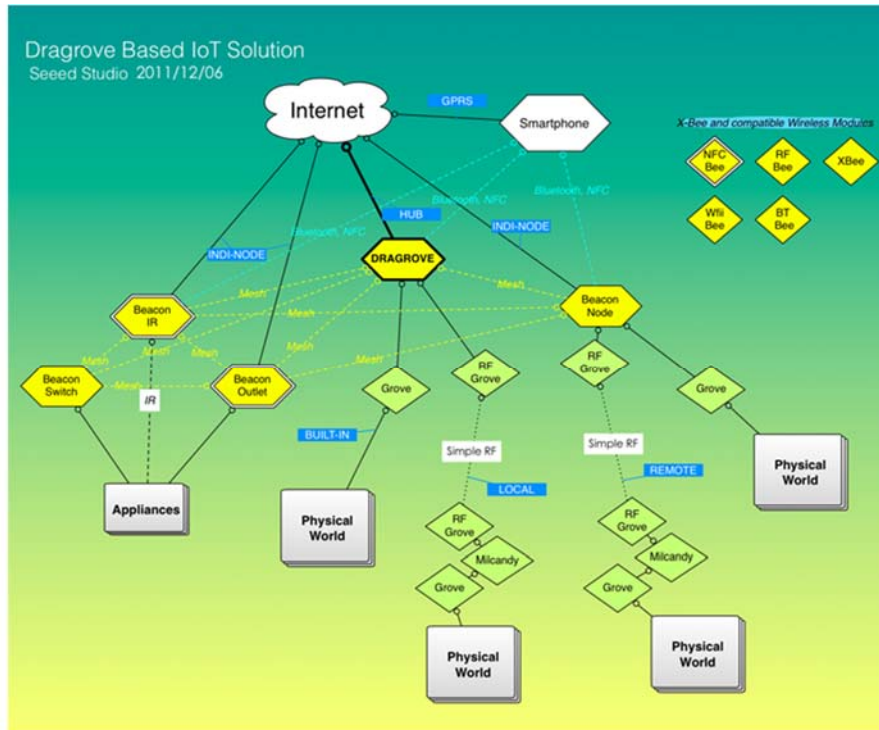 Dragrove Based IoT Solution
Seeed Studio 2011/12/06
Internet
GPRS
Smartphone
X-Bee and compatible Wireless Modules
NFC
Bee
RF
Bee
XBee
Wfii
Bee
BT
Bee
Bluetooth, NFC
Bluetooth, NFC
Bluetooth, NFC
HUB
INDI-NODE
INDI-NODE
DRAGROVE
Mesh
Mesh
Beacon
IR
Beacon
Node
Mesh
Mesh
Mesh
Mesh
Mesh
Mesh
Mesh
Beacon
Switch
Beacon
Outlet
IR
Grove
RF
Grove
RF
Grove
Grove
BUILT-IN
Simple RF
Simple RF
LOCAL
REMOTE
Appliances
Physical
World
Physical
World
RF
Grove
Milcandy
Grove
RF
Grove
Milcandy
Grove
Physical
World
Physical
World